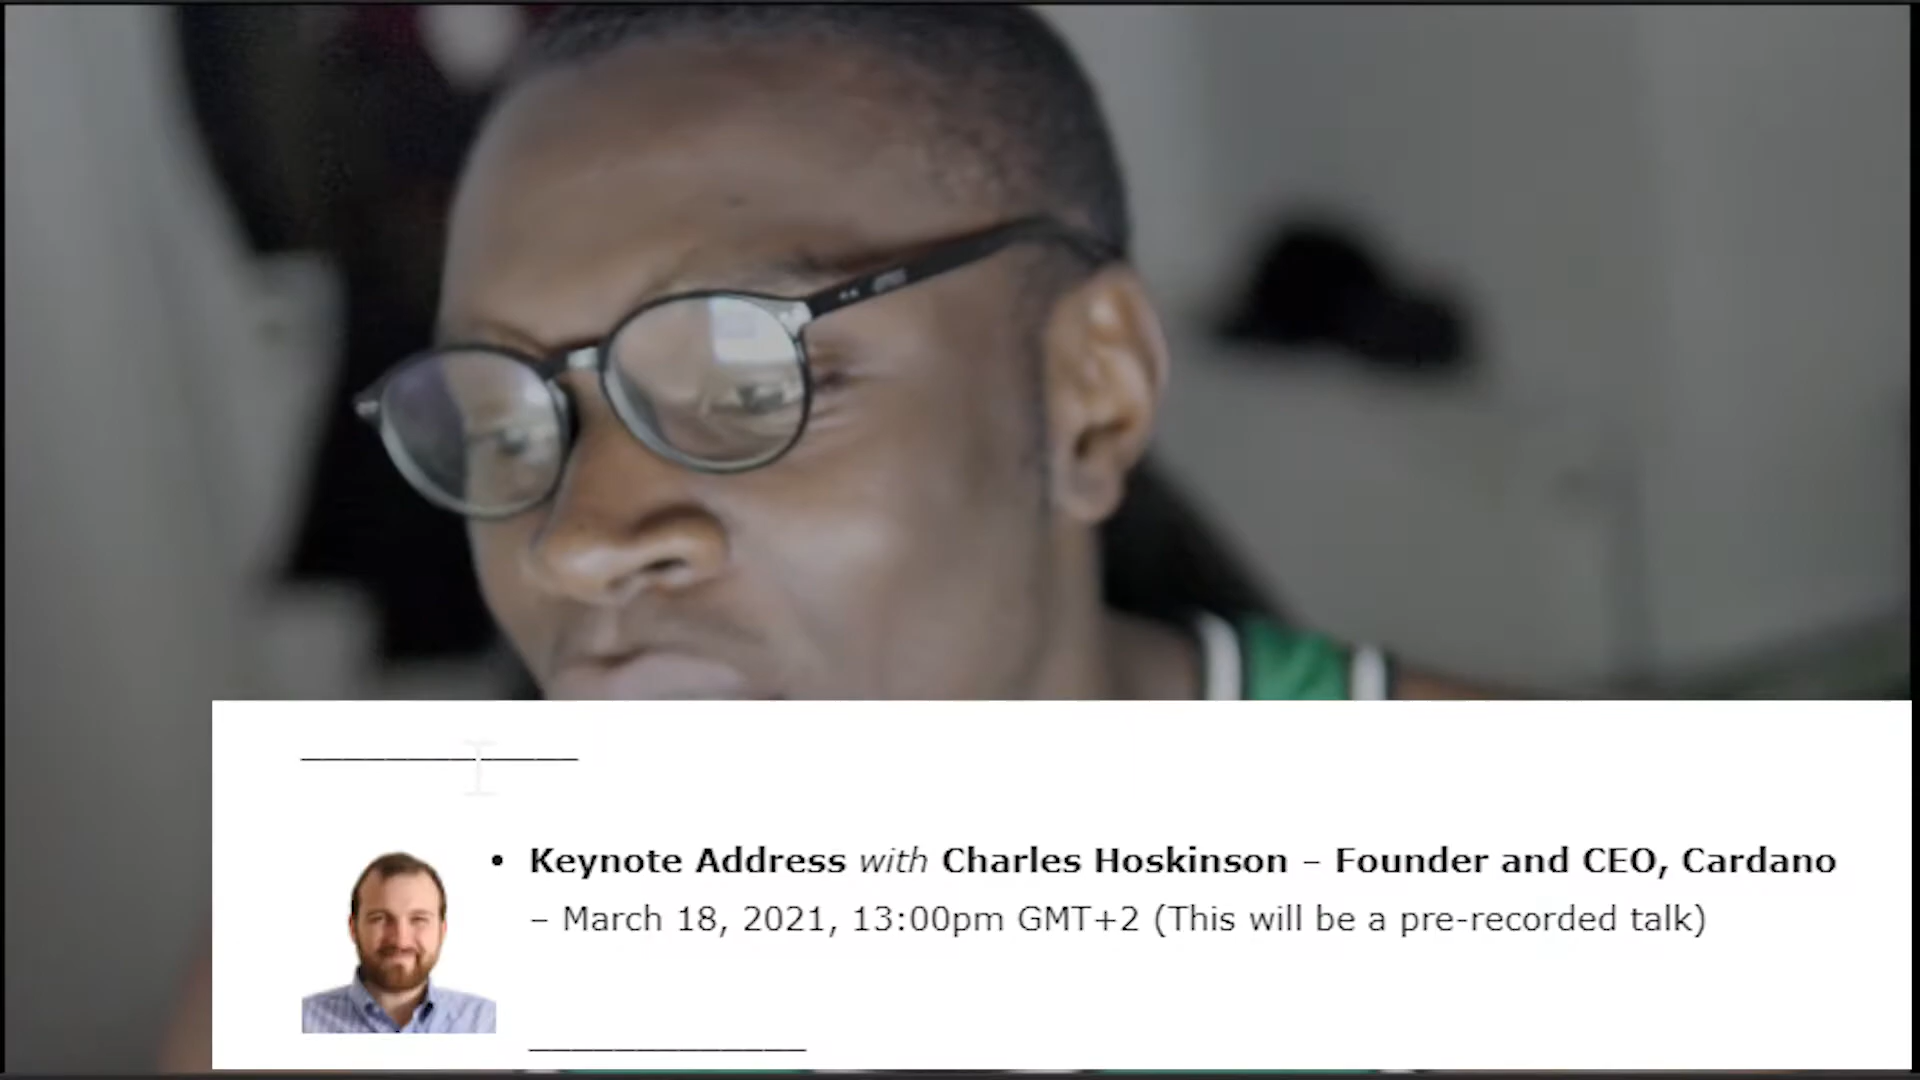 • Keynote Address with Charles Hoskinson – Founder and CEO, Cardano
– March 18, 2021, 13:00pm GMT+2 (This will be a pre-recorded talk)